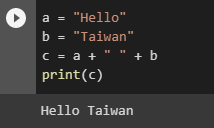 a = "Hello"
b = "Taiwan"
c = a + " " + b
print(c)
Hello Taiwan